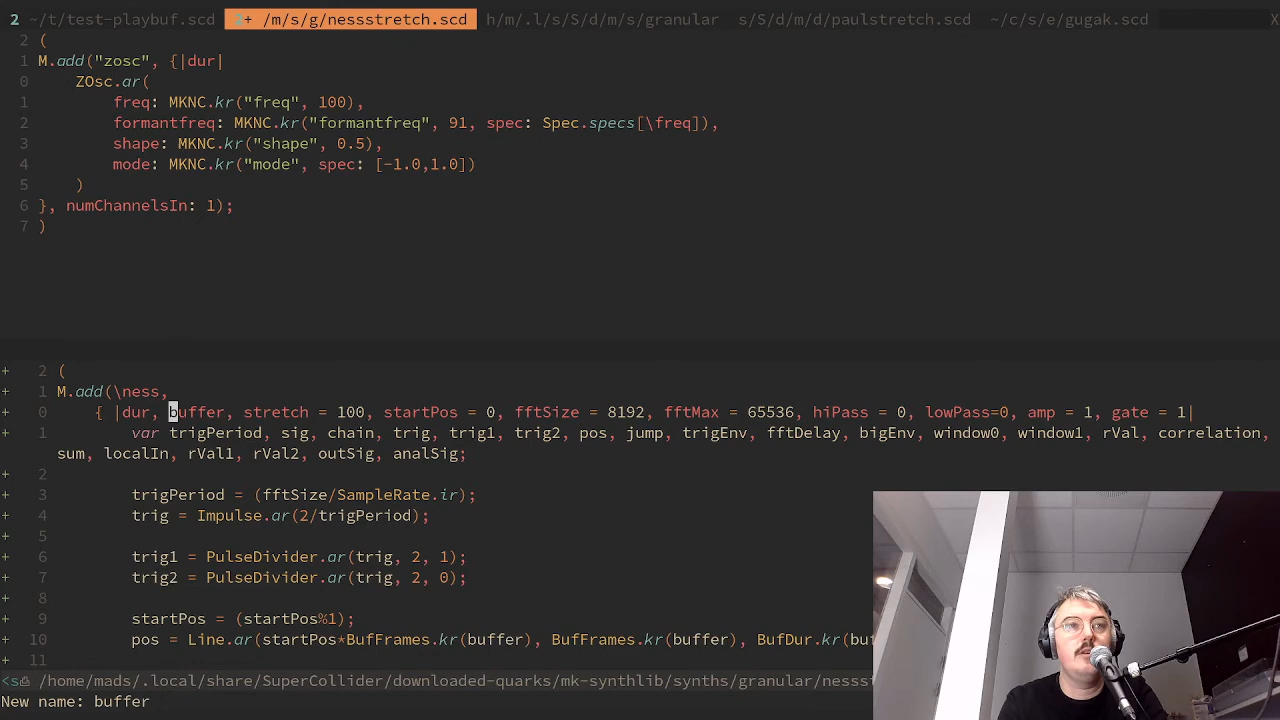 2 ~/t/test-playbuf.scd 2+ /m/s/g/nessstretch.scd h/m/.l/s/S/d/m/s/granular s/S/d/m/paulstretch.scd ~/c/s/e/gugak.scd X
2 (
1 M.add("zosc", {|dur|
0 ZOsc.ar(
1 freq: MKNC.kr("freq", 100),
2 formantfreq: MKNC.kr("formantfreq", 91, spec: Spec.specs[\freq]),
3 shape: MKNC.kr("shape", 0.5),
4 mode: MKNC.kr("mode", spec: [-1.0,1.0])
5 )
6 }, numChannelsIn: 1);
7 )
+ 2 (
+ 1 M.add(\ness,
+ 0 { |dur, buffer, stretch = 100, startPos = 0, fftSize = 8192, fftMax = 65536, hiPass = 0, lowPass=0, amp = 1, gate = 1|
+ 1 var trigPeriod, sig, chain, trig, trig1, trig2, pos, jump, trigEnv, fftDelay, bigEnv, window0, window1, rVal, correlation,
sum, localIn, rVal1, rVal2, outSig, analSig;
+ 2
+ 3 trigPeriod = (fftSize/SampleRate.ir);
+ 4 trig = Impulse.ar(2/trigPeriod);
+ 5
+ 6 trig1 = PulseDivider.ar(trig, 2, 1);
+ 7 trig2 = PulseDivider.ar(trig, 2, 0);
+ 8
+ 9 startPos = (startPos%1);
+ 10 pos = Line.ar(startPos*BufFrames.kr(buffer), BufFrames.kr(buffer), BufDur.kr(bu
+ 11
<s /home/mads/.local/share/SuperCollider/downloaded-quarks/mk-synthlib/synths/granular/ness
New name: buffer